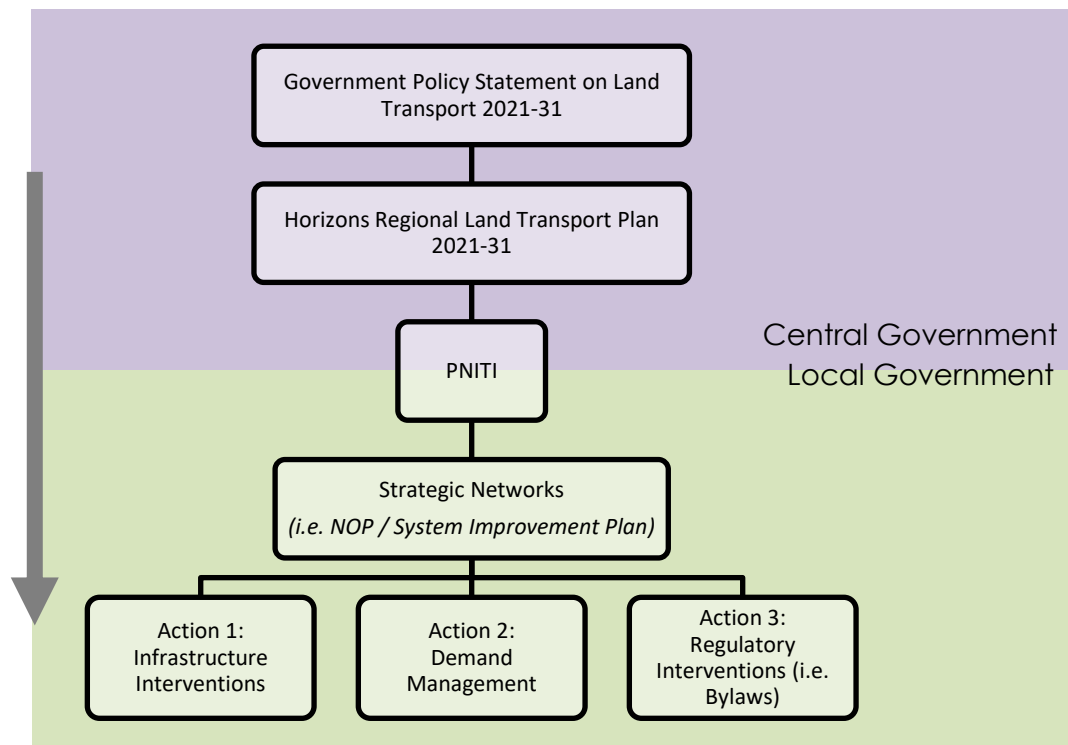 Government Policy Statement on Land
Transport 2021-31
Horizons Regional Land Transport Plan
2021-31
Central Government
Local Government
PNITI
Strategic Networks
(i.e. NOP / System Improvement Plan)
Action 1:
Infrastructure
Interventions
Action 2:
Demand
Management
Action 3:
Regulatory
Interventions (i.e.
Bylaws)